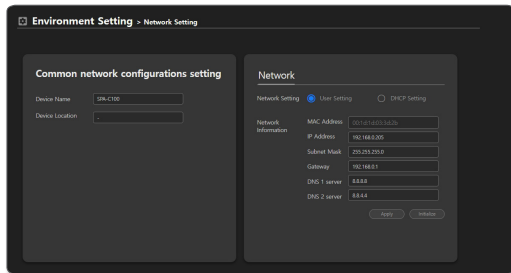 Environment Setting > Network Setting
Common network configurations setting
Device Name SPA-C100
Device Location -
Network
Network Setting User Setting DHCP Setting
Network Information
MAC Address
IP Address 192.168.0.205
Subnet Mask 255.255.255.0
Gateway 192.168.0.1
DNS 1 server 8.8.8.8
DNS 2 server 8.8.4.4
Apply Initialize